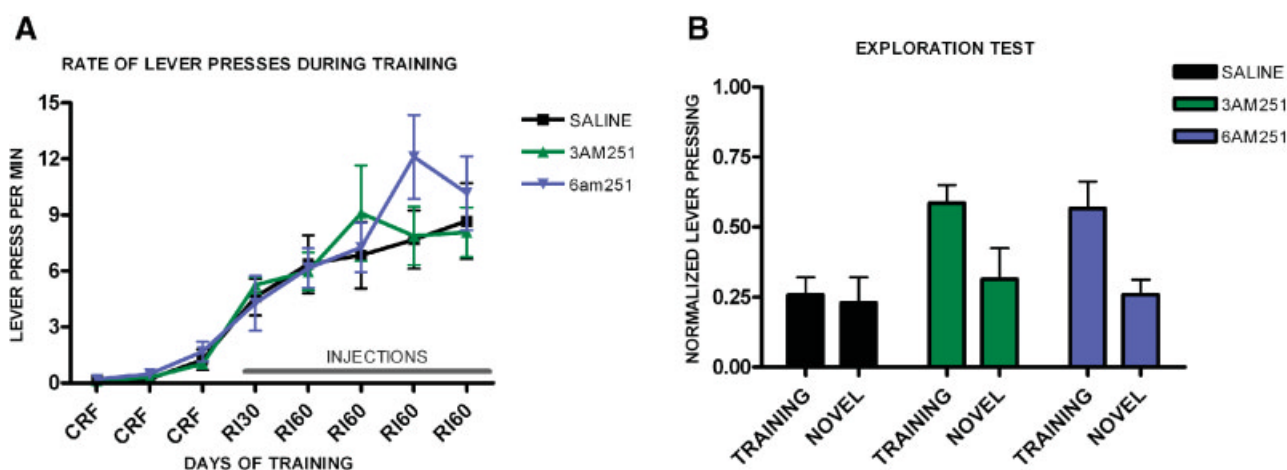 A
RATE OF LEVER PRESSES DURING TRAINING
LEVER PRESS PER MIN
15
12
9
6
3
0
SALINE
3AM251
6am251
INJECTIONS
CRF
CRF
CRF
RI30
RI60
RI60
RI60
RI60
DAYS OF TRAINING
B
EXPLORATION TEST
NORMALIZED LEVER PRESSING
1.00
0.75
0.50
0.25
0.00
SALINE
3AM251
6AM251
TRAINING
NOVEL
TRAINING
NOVEL
TRAINING
NOVEL